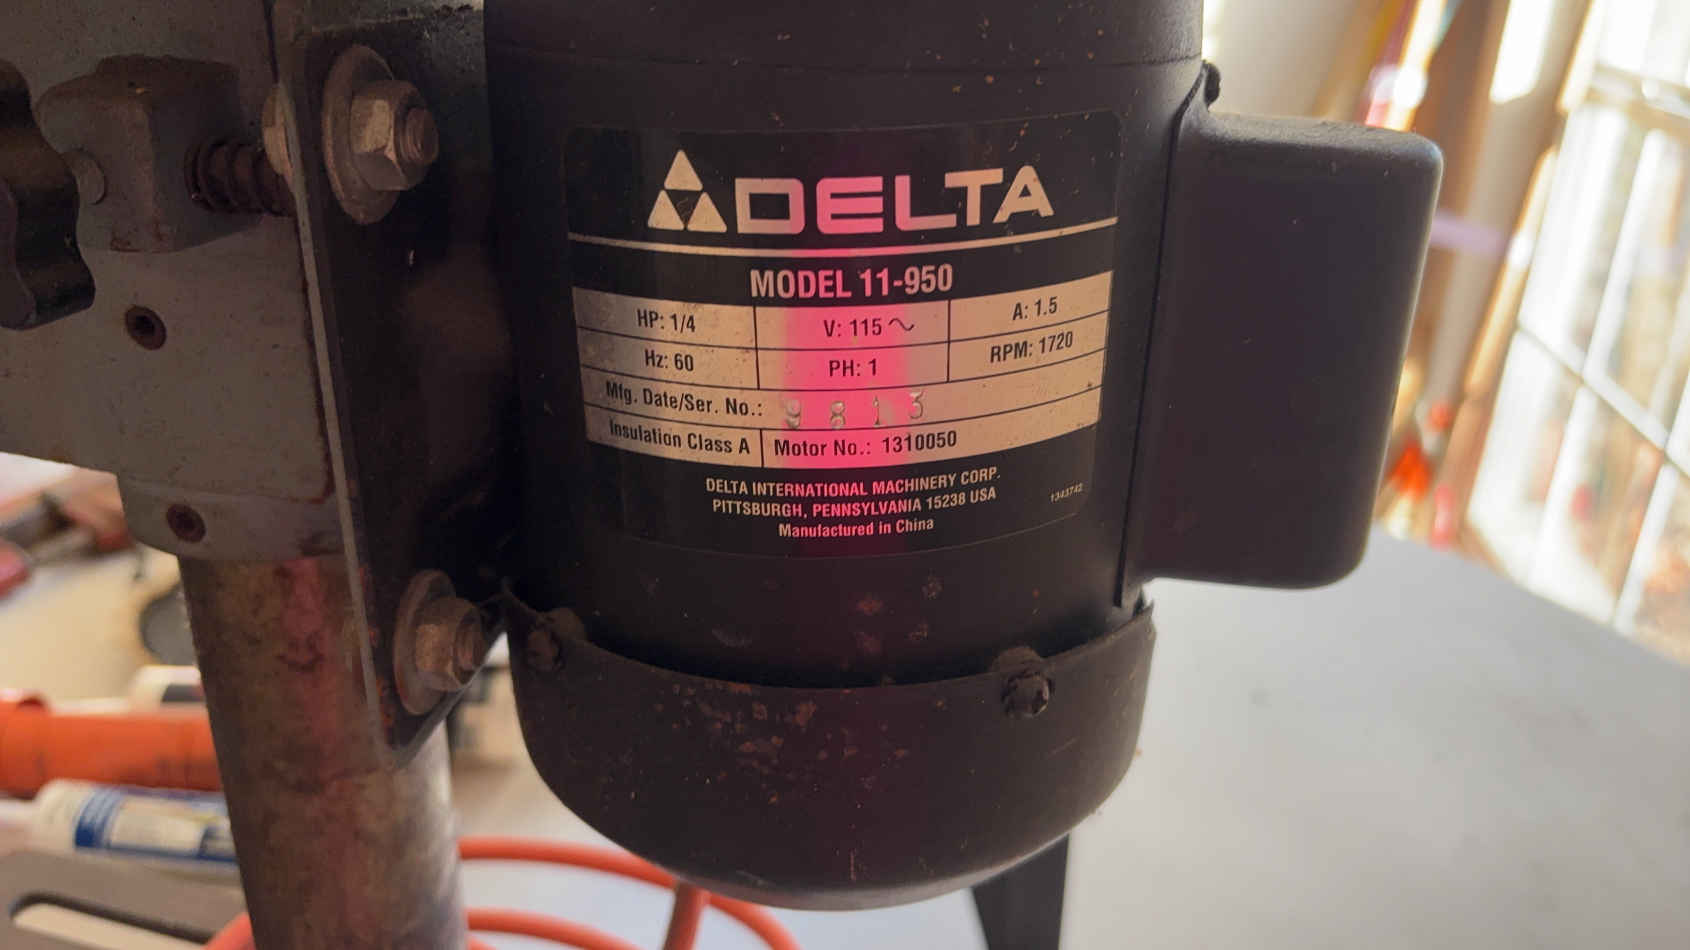 DELTA
MODEL 11-950
HP: 1/4 V: 115 A: 1.5
Hz: 60 PH: 1 RPM: 1720
Mfg. Date/Ser. No.: 9813
Insulation Class A Motor No.: 1310050
DELTA INTERNATIONAL MACHINERY CORP.
PITTSBURGH, PENNSYLVANIA 15238 USA
Manufactured in China
1343742